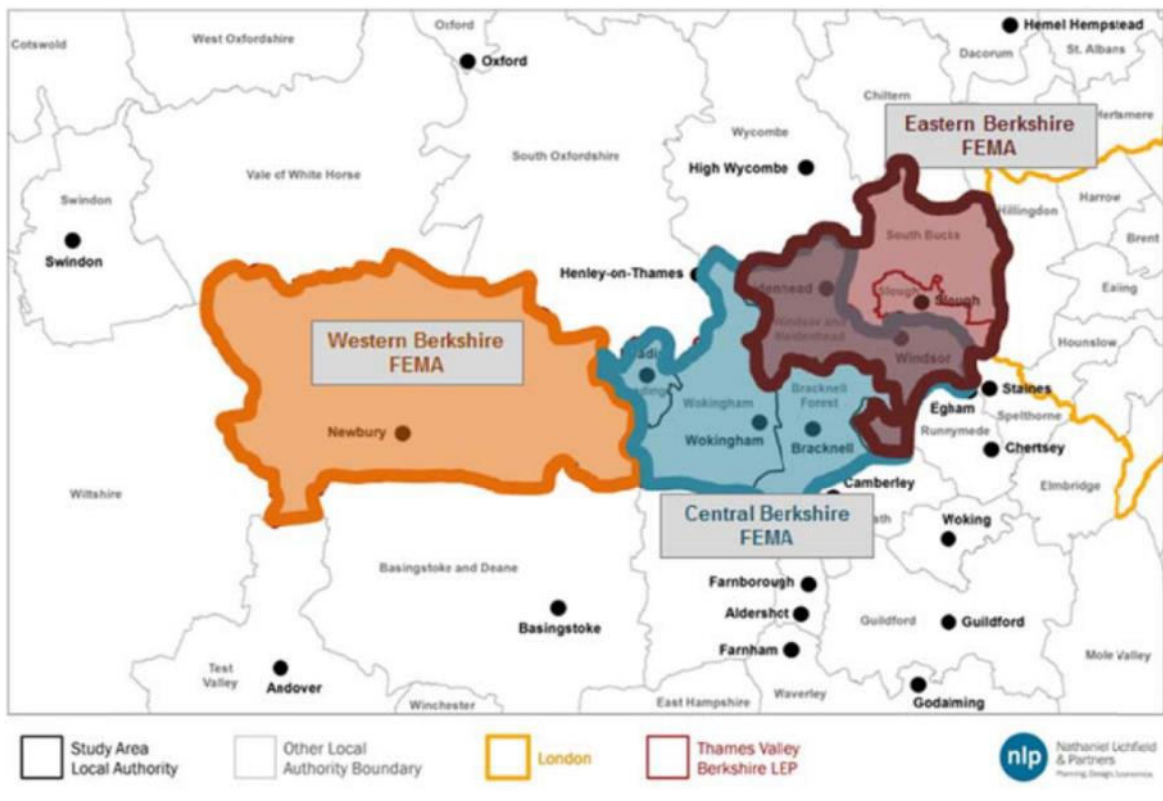 Hemel Hempstead
Oxford
West Oxfordshire
Cotswold
Dacorum
St. Albans
Oxford
Chiltern
Eastern Berkshire
FEMA
Wycombe
South Oxfordshire
High Wycombe
Vale of White Horse
Swindon
Harrow
Hillingdon
South Bucks
Brent
Swindon
Henley-on-Thames
Ealing
Slough
Slough
Western Berkshire
FEMA
Windsor and
Maidenhead
Hounslow
Windsor
Bracknell
Forest
Staines
Wokingham
Egham
Spelthorne
Newbury
Wokingham
Bracknell
Runnymede
Chertsey
Camberley
Elmbridge
Wiltshire
Central Berkshire
FEMA
Woking
Basingstoke and Deane
Farnborough
Aldershot
Basingstoke
Guildford
Guildford
Farnham
Mole Valley
Test
Valley
Andover
Waverley
East Hampshire
Godalming
Winchester
Study Area
Local Authority
Other Local
Authority Boundary
London
Thames Valley
Berkshire LEP
nlp
Nathaniel Lichfield
& Partners
Planning. Design. Economics.